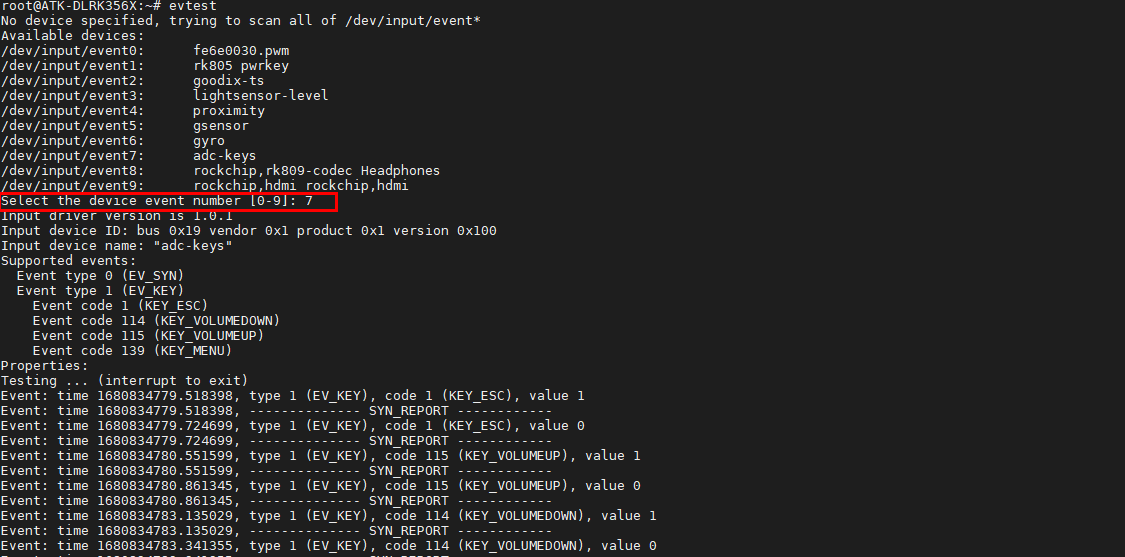 root@ATK-DLRK356X:~# evtest
No device specified, trying to scan all of /dev/input/event*
Available devices:
/dev/input/event0:      fe6e0030.pwm
/dev/input/event1:      rk805 pwrkey
/dev/input/event2:      goodix-ts
/dev/input/event3:      lightsensor-level
/dev/input/event4:      proximity
/dev/input/event5:      gsensor
/dev/input/event6:      gyro
/dev/input/event7:      adc-keys
/dev/input/event8:      rockchip,rk809-codec Headphones
/dev/input/event9:      rockchip,hdmi rockchip,hdmi
Select the device event number [0-9]: 7
Input driver version is 1.0.1
Input device ID: bus 0x19 vendor 0x1 product 0x1 version 0x100
Input device name: "adc-keys"
Supported events:
  Event type 0 (EV_SYN)
  Event type 1 (EV_KEY)
    Event code 1 (KEY_ESC)
    Event code 114 (KEY_VOLUMEDOWN)
    Event code 115 (KEY_VOLUMEUP)
    Event code 139 (KEY_MENU)
Properties:
Testing ... (interrupt to exit)
Event: time 1680834779.518398, type 1 (EV_KEY), code 1 (KEY_ESC), value 1
Event: time 1680834779.518398, -------------- SYN_REPORT ------------
Event: time 1680834779.724699, type 1 (EV_KEY), code 1 (KEY_ESC), value 0
Event: time 1680834779.724699, -------------- SYN_REPORT ------------
Event: time 1680834780.551599, type 1 (EV_KEY), code 115 (KEY_VOLUMEUP), value 1
Event: time 1680834780.551599, -------------- SYN_REPORT ------------
Event: time 1680834780.861345, type 1 (EV_KEY), code 115 (KEY_VOLUMEUP), value 0
Event: time 1680834780.861345, -------------- SYN_REPORT ------------
Event: time 1680834783.135029, type 1 (EV_KEY), code 114 (KEY_VOLUMEDOWN), value 1
Event: time 1680834783.135029, -------------- SYN_REPORT ------------
Event: time 1680834783.341355, type 1 (EV_KEY), code 114 (KEY_VOLUMEDOWN), value 0